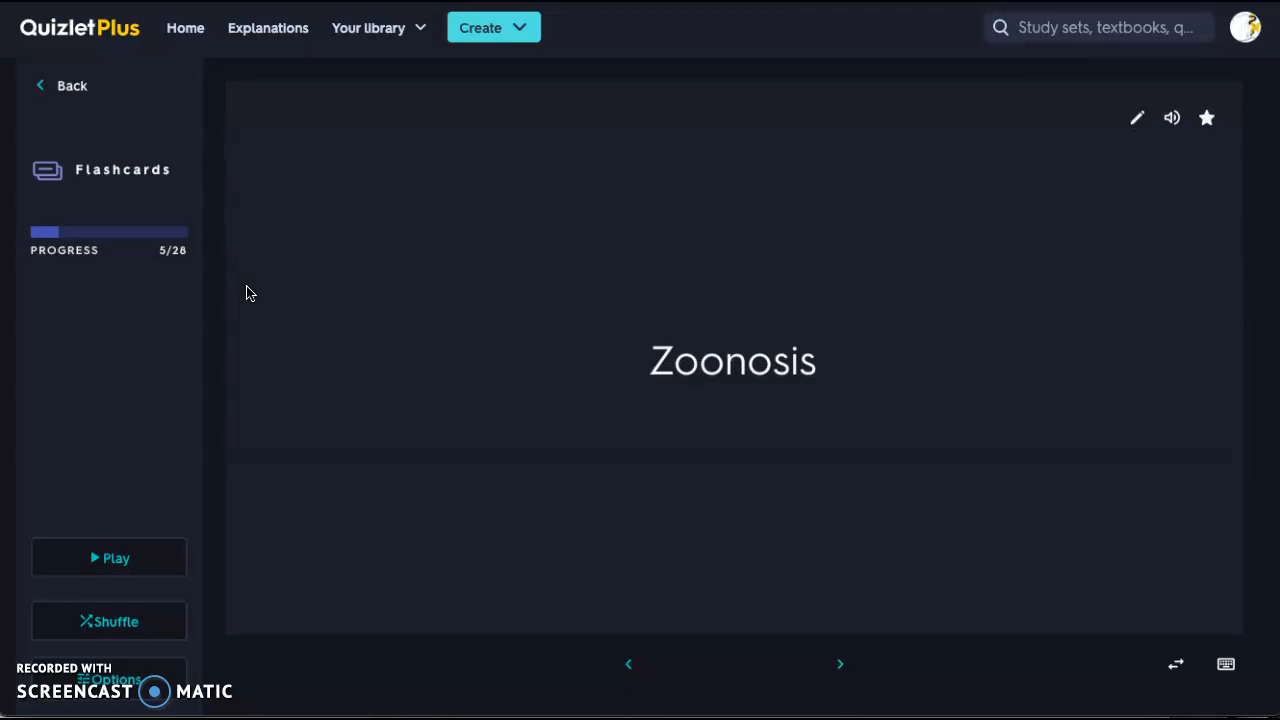 QuizletPlus Home Explanations Your library Create Study sets, textbooks, q...
Back
Flashcards
PROGRESS 5/28
Zoonosis
Play
Shuffle
Options
RECORDED WITH
SCREENCAST MATIC